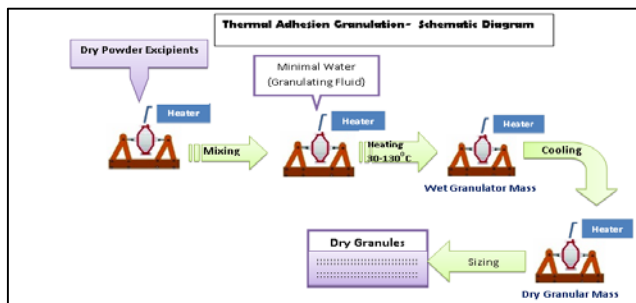 Thermal Adhesion Granulation- Schematic Diagram
Dry Powder Excipients
Minimal Water
(Granulating Fluid)
Heater
Mixing
Heater
Heating
30-130°C
Heater
Wet Granulator Mass
Cooling
Heater
Dry Granular Mass
Sizing
Dry Granules